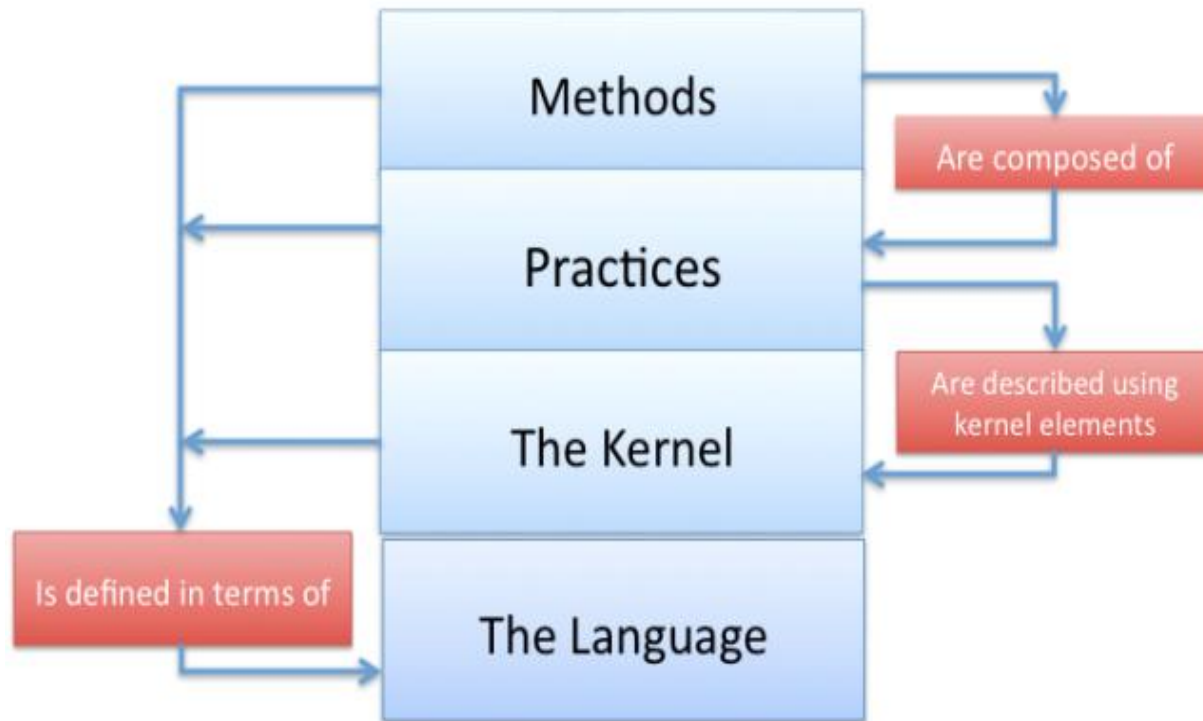 Methods
Are composed of
Practices
Are described using
kernel elements
The Kernel
Is defined in terms of
The Language